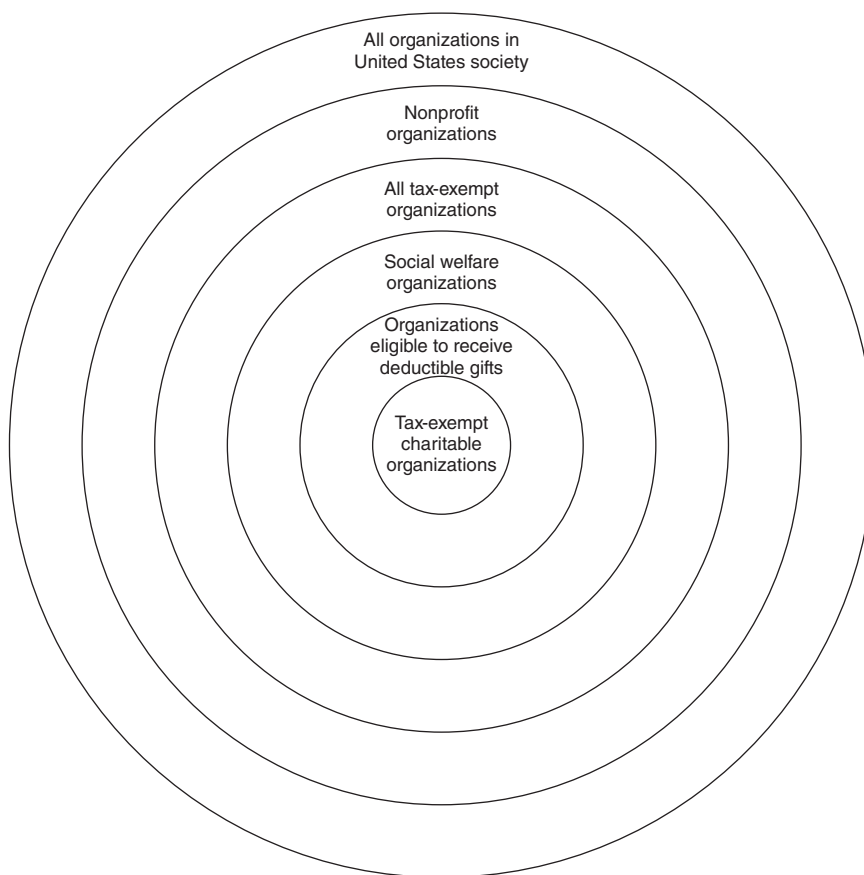 All organizations in
United States society
Nonprofit
organizations
All tax-exempt
organizations
Social welfare
organizations
Organizations
eligible to receive
deductible gifts
Tax-exempt
charitable
organizations